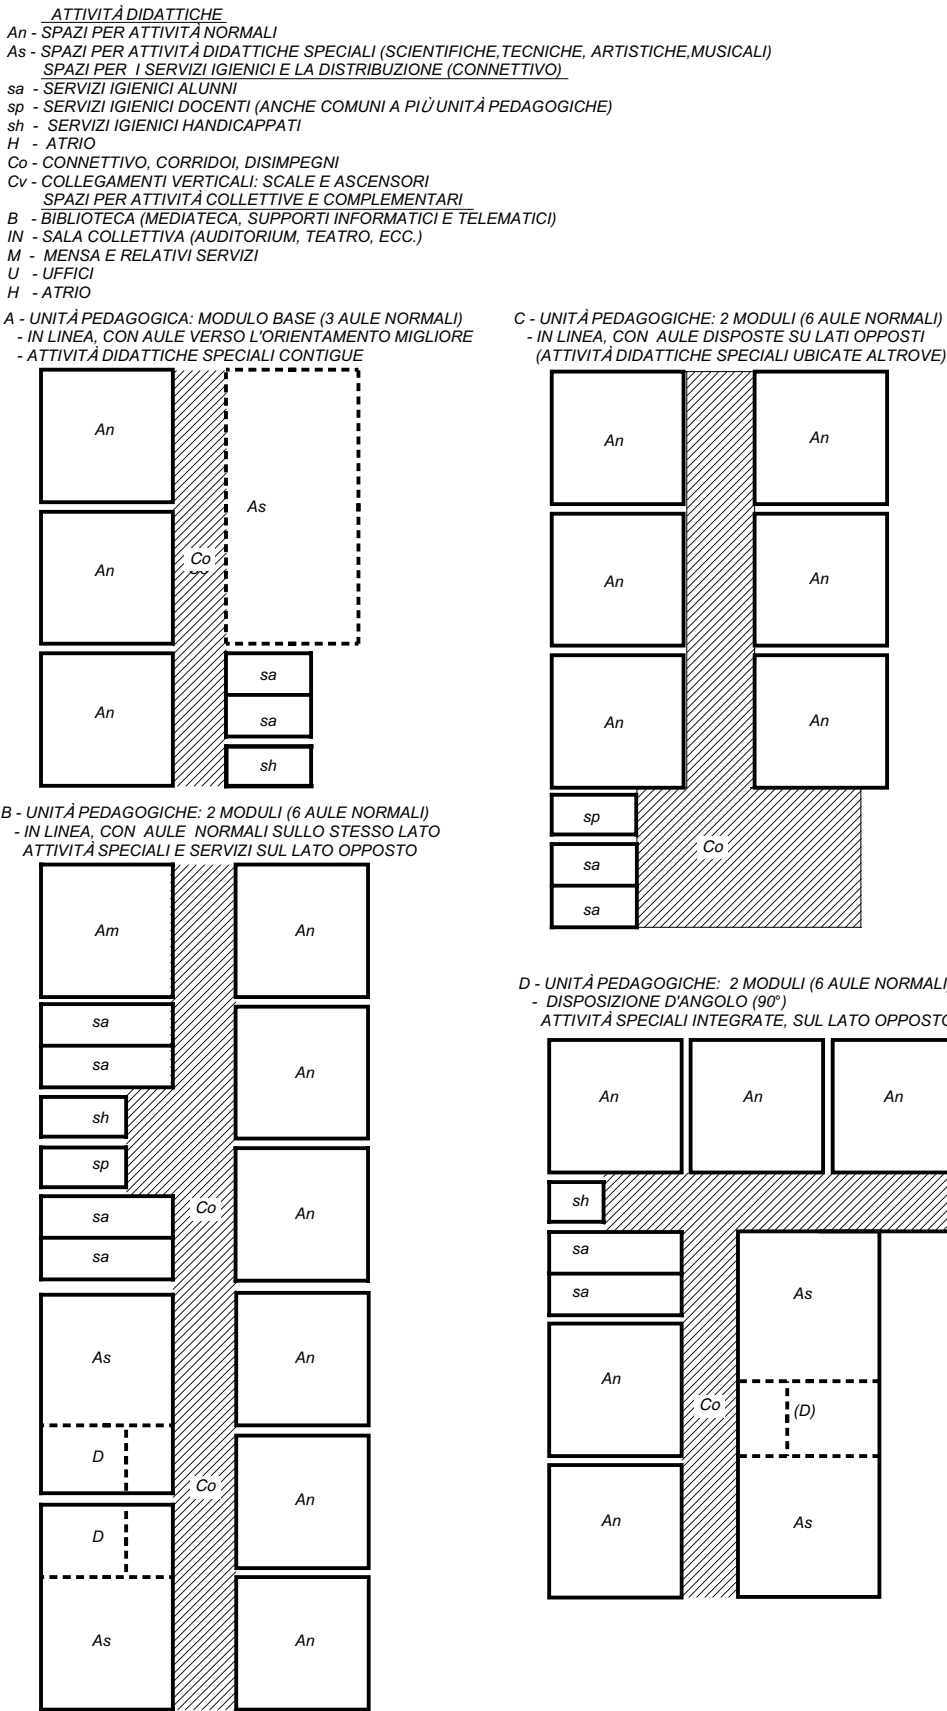 ATTIVITÀ DIDATTICHE
An - SPAZI PER ATTIVITÀ NORMALI
As - SPAZI PER ATTIVITÀ DIDATTICHE SPECIALI (SCIENTIFICHE,TECNICHE, ARTISTICHE,MUSICALI)
SPAZI PER I SERVIZI IGIENICI E LA DISTRIBUZIONE (CONNETTIVO)
sa - SERVIZI IGIENICI ALUNNI
sp - SERVIZI IGIENICI DOCENTI (ANCHE COMUNI A PIÙ UNITÀ PEDAGOGICHE)
sh - SERVIZI IGIENICI HANDICAPPATI
H - ATRIO
Co - CONNETTIVO, CORRIDOI, DISIMPEGNI
Cv - COLLEGAMENTI VERTICALI: SCALE E ASCENSORI
SPAZI PER ATTIVITÀ COLLETTIVE E COMPLEMENTARI
B - BIBLIOTECA (MEDIATECA, SUPPORTI INFORMATICI E TELEMATICI)
IN - SALA COLLETTIVA (AUDITORIUM, TEATRO, ECC.)
M - MENSA E RELATIVI SERVIZI
U - UFFICI
H - ATRIO
A - UNITÀ PEDAGOGICA: MODULO BASE (3 AULE NORMALI)
- IN LINEA, CON AULE VERSO L'ORIENTAMENTO MIGLIORE
- ATTIVITÀ DIDATTICHE SPECIALI CONTIGUE
An
As
An
Co
An
sa
sa
sh
B - UNITÀ PEDAGOGICHE: 2 MODULI (6 AULE NORMALI)
- IN LINEA, CON AULE NORMALI SULLO STESSO LATO
ATTIVITÀ SPECIALI E SERVIZI SUL LATO OPPOSTO
Am
An
sa
sa
An
sh
sp
sa
Co
An
sa
As
An
D
Co
An
D
As
An
C - UNITÀ PEDAGOGICHE: 2 MODULI (6 AULE NORMALI)
- IN LINEA, CON AULE DISPOSTE SU LATI OPPOSTI
(ATTIVITÀ DIDATTICHE SPECIALI UBICATE ALTROVE)
An
An
An
An
An
An
sp
Co
sa
sa
D - UNITÀ PEDAGOGICHE: 2 MODULI (6 AULE NORMALI)
- DISPOSIZIONE D'ANGOLO (90°)
ATTIVITÀ SPECIALI INTEGRATE, SUL LATO OPPOSTO
An
An
An
sh
sa
sa
As
An
Co
(D)
An
As